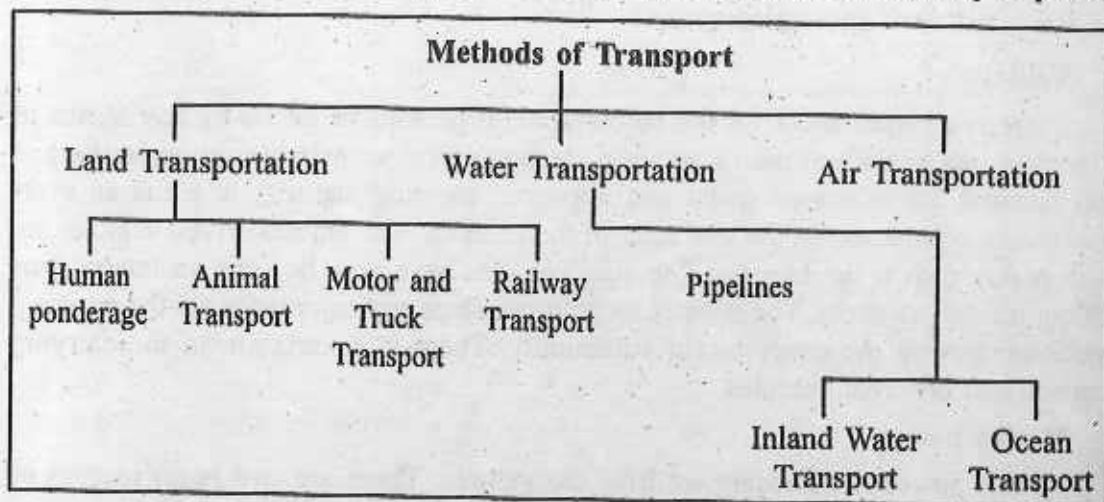 Methods of Transport
Land Transportation
Water Transportation
Air Transportation
Human
ponderage
Animal
Transport
Motor and
Truck
Transport
Railway
Transport
Pipelines
Inland Water
Transport
Ocean
Transport